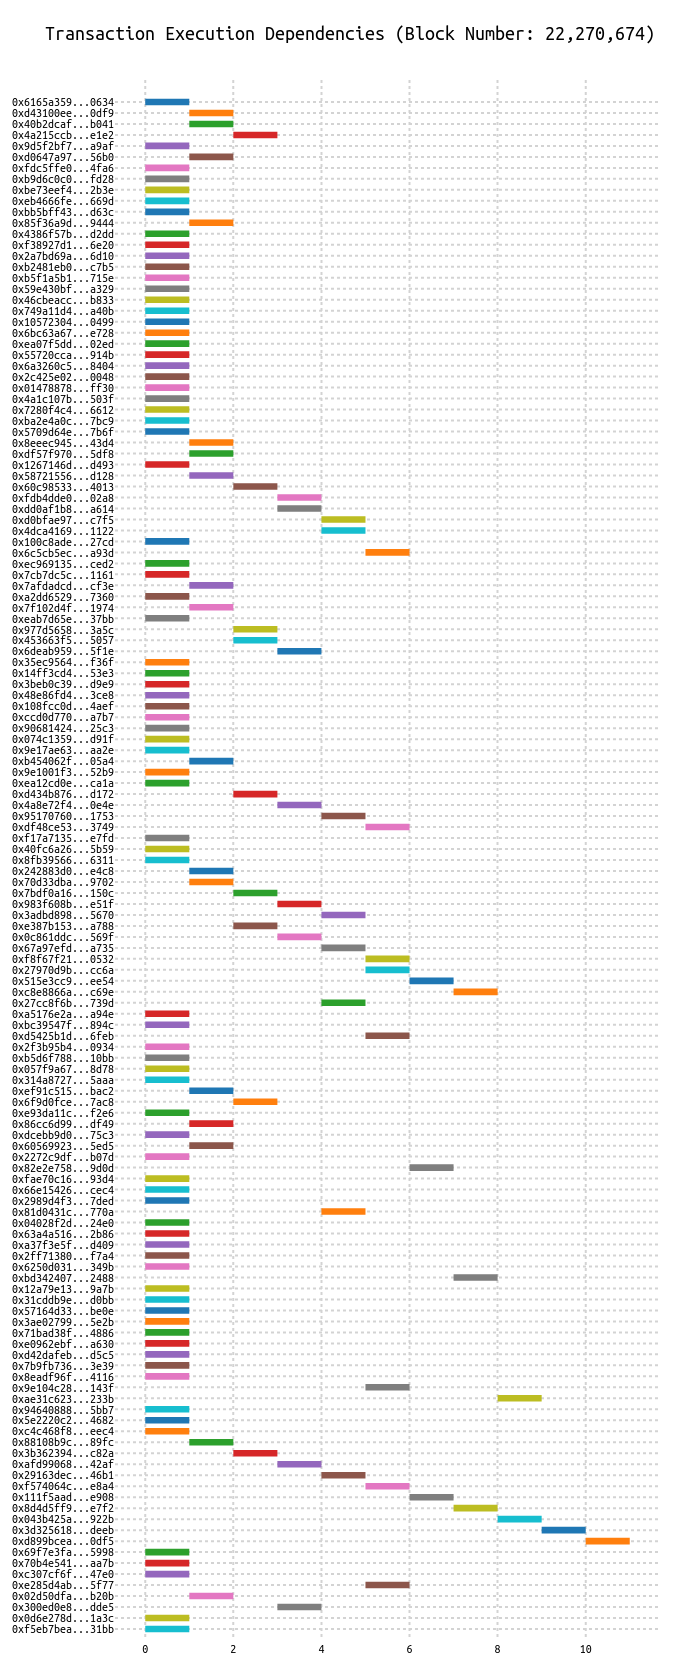 Transaction Execution Dependencies (Block Number: 22,270,674)
0x6165a359...0634
0xd43100ee...0df9
0x40b2dcaf...b041
0x4a215ccb...e1e2
0x9d5f2bf7...a9af
0xd0647a97...56b0
0xfdc5ffe0...4fa6
0xb9d6c0c0...fd28
0xbe73eef4...2b3e
0xeb4666fe...669d
0xbb5bff43...d63c
0x85f36a9d...9444
0x4386f57b...d2dd
0xf38927d1...6e20
0x2a7bd69a...6d10
0xb2481eb0...c7b5
0xb5f1a5b1...715e
0x59e430bf...a329
0x46cbeacc...b833
0x749a11d4...a40b
0x10572304...0499
0x6bc63a67...e728
0xea07f5dd...02ed
0x55720cca...914b
0x6a3260c5...8404
0x2c425e02...0048
0x01478878...ff30
0x4a1c107b...503f
0x7280f4c4...6612
0xba2e4a0c...7bc9
0x5709d64e...7b6f
0x8eeec945...43d4
0xdf57f970...5df8
0x1267146d...d493
0x58721556...d128
0x60c98533...4013
0xfdb4dde0...02a8
0xdd0af1b8...a614
0xd0bfae97...c7f5
0x4dca4169...1122
0x100c8ade...27cd
0x6c5cb5ec...a93d
0xec969135...ced2
0x7cb7dc5c...1161
0x7afdadcd...cf3e
0xa2dd6529...7360
0x7f102d4f...1974
0xeab7d65e...37bb
0x977d5658...3a5c
0x453663f5...5057
0x6deab959...5f1e
0x35ec9564...f36f
0x14ff3cd4...53e3
0x3beb0c39...d9e9
0x48e86fd4...3ce8
0x108fcc0d...4aef
0xccd0d770...a7b7
0x90681424...25c3
0x074c1359...d91f
0x9e17ae63...aa2e
0xb454062f...05a4
0x9e1001f3...52b9
0xea12cd0e...ca1a
0xd434b876...d172
0x4a8e72f4...0e4e
0x95170760...1753
0xdf48ce53...3749
0xf17a7135...e7fd
0x40fc6a26...5b59
0x8fb39566...6311
0x242883d0...e4c8
0x70d33dba...9702
0x7bdf0a16...150c
0x983f608b...e51f
0x3adbd898...5670
0xe387b153...a788
0x0c861ddc...569f
0x67a97efd...a735
0xf8f67f21...0532
0x27970d9b...cc6a
0x515e3cc9...ee54
0xc8e8866a...c69e
0x27cc8f6b...739d
0xa5176e2a...a94e
0xbc39547f...894c
0xd5425b1d...6feb
0x2f3b95b4...0934
0xb5d6f788...10bb
0x057f9a67...8d78
0x314a8727...5aaa
0xef91c515...bac2
0x6f9d0fce...7ac8
0xe93da11c...f2e6
0x86cc6d99...df49
0xdcebb9d0...75c3
0x60569923...5ed5
0x2272c9df...b07d
0x82e2e758...9d0d
0xfae70c16...93d4
0x66e15426...cec4
0x2989d4f3...7ded
0x81d0431c...770a
0x04028f2d...24e0
0x63a4a516...2b86
0xa37f3e5f...d409
0x2ff71380...f7a4
0x6250d031...349b
0xbd342407...2488
0x12a79e13...9a7b
0x31cddb9e...d0bb
0x57164d33...be0e
0x3ae02799...5e2b
0x71bad38f...4886
0xe0962ebf...a630
0xd42dafeb...d5c5
0x7b9fb736...3e39
0x8eadf96f...4116
0x9e104c28...143f
0xae31c623...233b
0x94640888...5bb7
0x5e2220c2...4682
0xc4c468f8...eec4
0x88108b9c...89fc
0x3b362394...c82a
0xafd99068...42af
0x29163dec...46b1
0xf574064c...e8a4
0x111f5aad...e908
0x8d4d5ff9...e7f2
0x043b425a...922b
0x3d325618...deeb
0xd899bcea...0df5
0x69f7e3fa...5998
0x70b4e541...aa7b
0xc307cf6f...47e0
0xe285d4ab...5f77
0x02d50dfa...b20b
0x300ed0e8...dde5
0x0d6e278d...1a3c
0xf5eb7bea...31bb
0 2 4 6 8 10